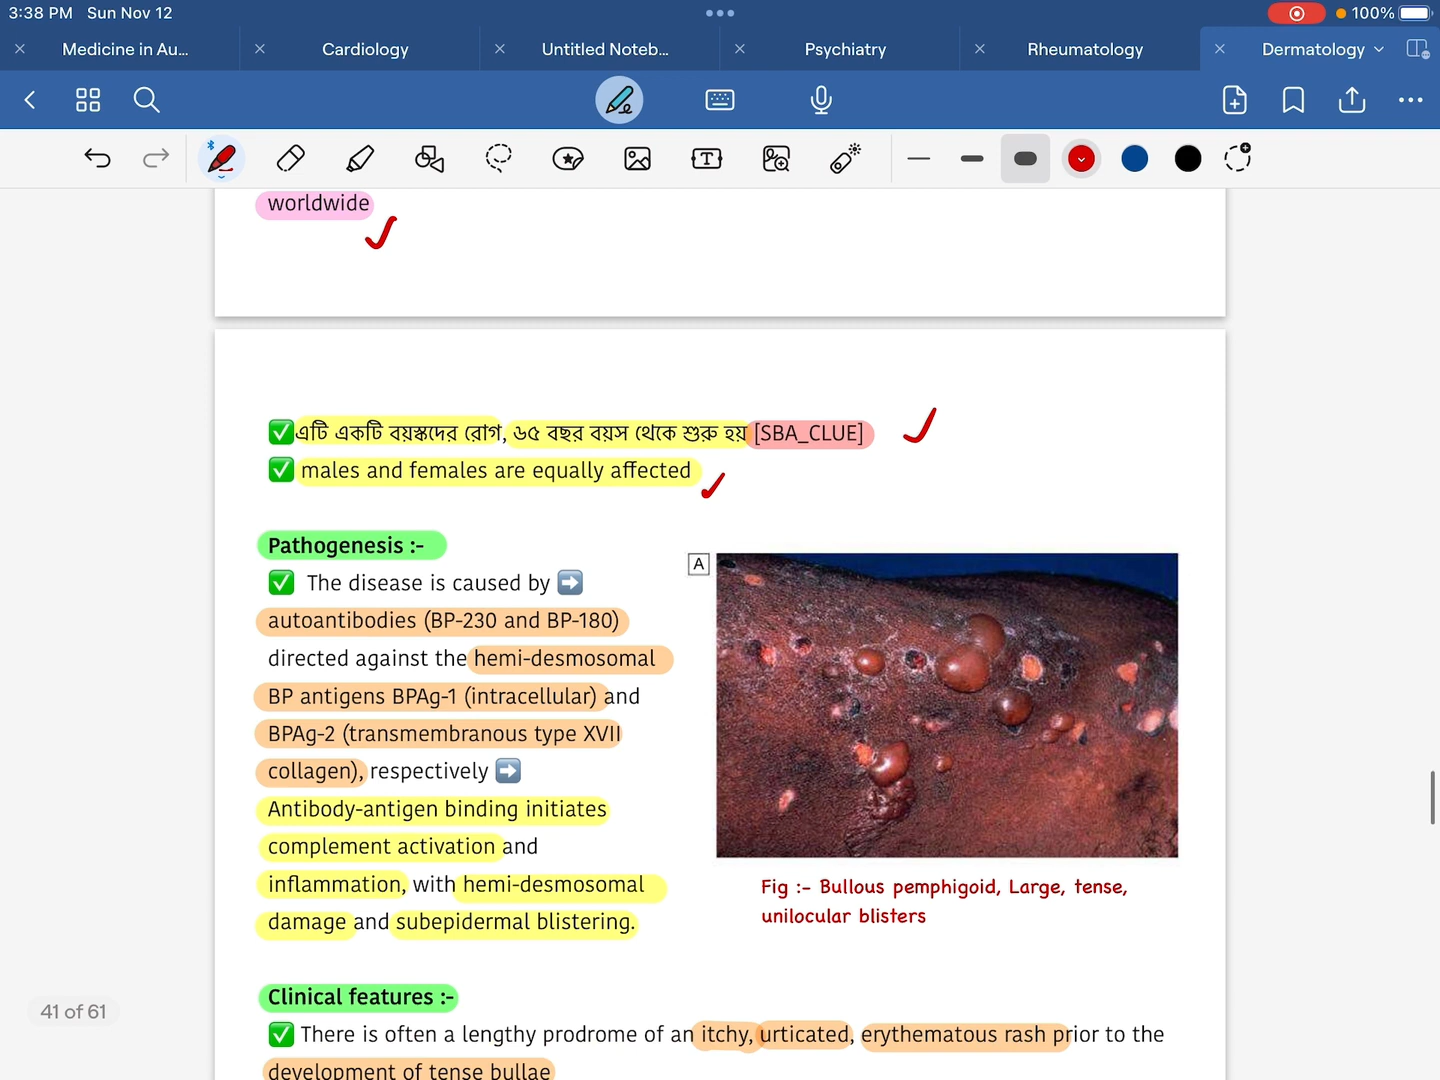 3:38 PM Sun Nov 12
100%
Medicine in Au...
Cardiology
Untitled Noteb...
Psychiatry
Rheumatology
Dermatology
worldwide
✅এটি একটি বয়স্কদের রোগ, ৬৫ বছর বয়স থেকে শুরু হয় [SBA_CLUE]
✅ males and females are equally affected
Pathogenesis :-
✅ The disease is caused by ➡️
autoantibodies (BP-230 and BP-180)
directed against the hemi-desmosomal
BP antigens BPAg-1 (intracellular) and
BPAg-2 (transmembranous type XVII
collagen), respectively ➡️
Antibody-antigen binding initiates
complement activation and
inflammation, with hemi-desmosomal
damage and subepidermal blistering.
A
Fig :- Bullous pemphigoid, Large, tense,
unilocular blisters
Clinical features :-
✅ There is often a lengthy prodrome of an itchy, urticated, erythematous rash prior to the
development of tense bullae
41 of 61